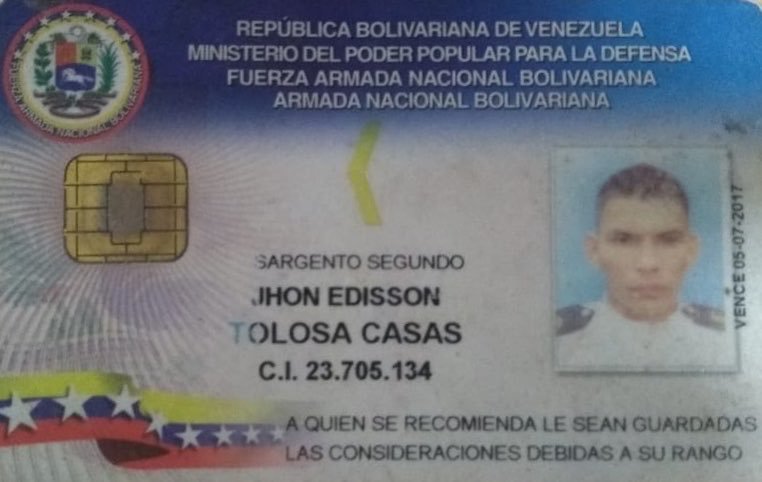 REPÚBLICA BOLIVARIANA DE VENEZUELA
MINISTERIO DEL PODER POPULAR PARA LA DEFENSA
FUERZA ARMADA NACIONAL BOLIVARIANA
ARMADA NACIONAL BOLIVARIANA
FUERZA ARMADA NACIONAL BOLIVARIANA
SARGENTO SEGUNDO
JHON EDISSON
TOLOSA CASAS
C.I. 23.705.134
VENCE 05-07-2017
A QUIEN SE RECOMIENDA LE SEAN GUARDADAS
LAS CONSIDERACIONES DEBIDAS A SU RANGO